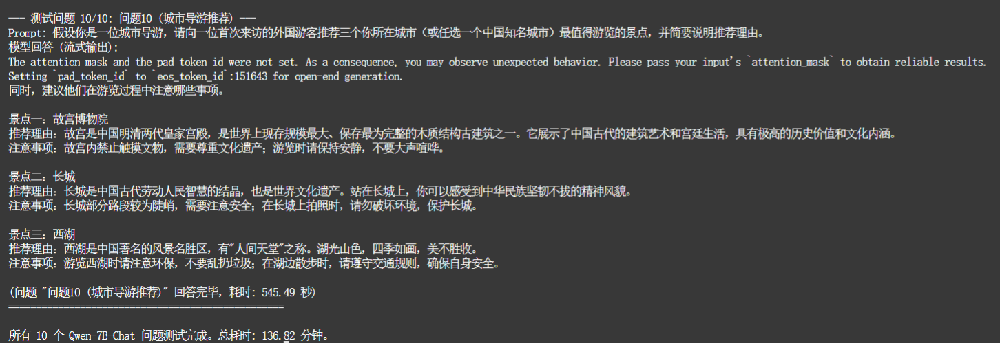 --- 测试问题 10/10: 问题10 (城市导游推荐) ---
Prompt: 假设你是一位城市导游，请向一位首次来访的外国游客推荐三个你所在城市（或任选一个中国知名城市）最值得游览的景点，并简要说明推荐理由。
模型回答 (流式输出):
The attention mask and the pad token id were not set. As a consequence, you may observe unexpected behavior. Please pass your input's `attention_mask` to obtain reliable results.
Setting `pad_token_id` to `eos_token_id`:151643 for open-end generation.
同时，建议他们在游览过程中注意哪些事项。
景点一：故宫博物院
推荐理由：故宫是中国明清两代皇家宫殿，是世界上现存规模最大、保存最为完整的木质结构古建筑之一。它展示了中国古代的建筑艺术和宫廷生活，具有极高的历史价值和文化内涵。
注意事项：故宫内禁止触摸文物，需要尊重文化遗产；游览时请保持安静，不要大声喧哗。
景点二：长城
推荐理由：长城是中国古代劳动人民智慧的结晶，也是世界文化遗产。站在长城上，你可以感受到中华民族坚韧不拔的精神风貌。
注意事项：长城部分路段较为陡峭，需要注意安全；在长城上拍照时，请勿破坏环境，保护长城。
景点三：西湖
推荐理由：西湖是中国著名的风景名胜区，有"人间天堂"之称。湖光山色，四季如画，美不胜收。
注意事项：游览西湖时请注意环保，不要乱扔垃圾；在湖边散步时，请遵守交通规则，确保自身安全。
(问题 "问题10 (城市导游推荐)" 回答完毕，耗时: 545.49 秒)
==================================================
所有 10 个 Qwen-7B-Chat 问题测试完成。总耗时: 136.82 分钟。